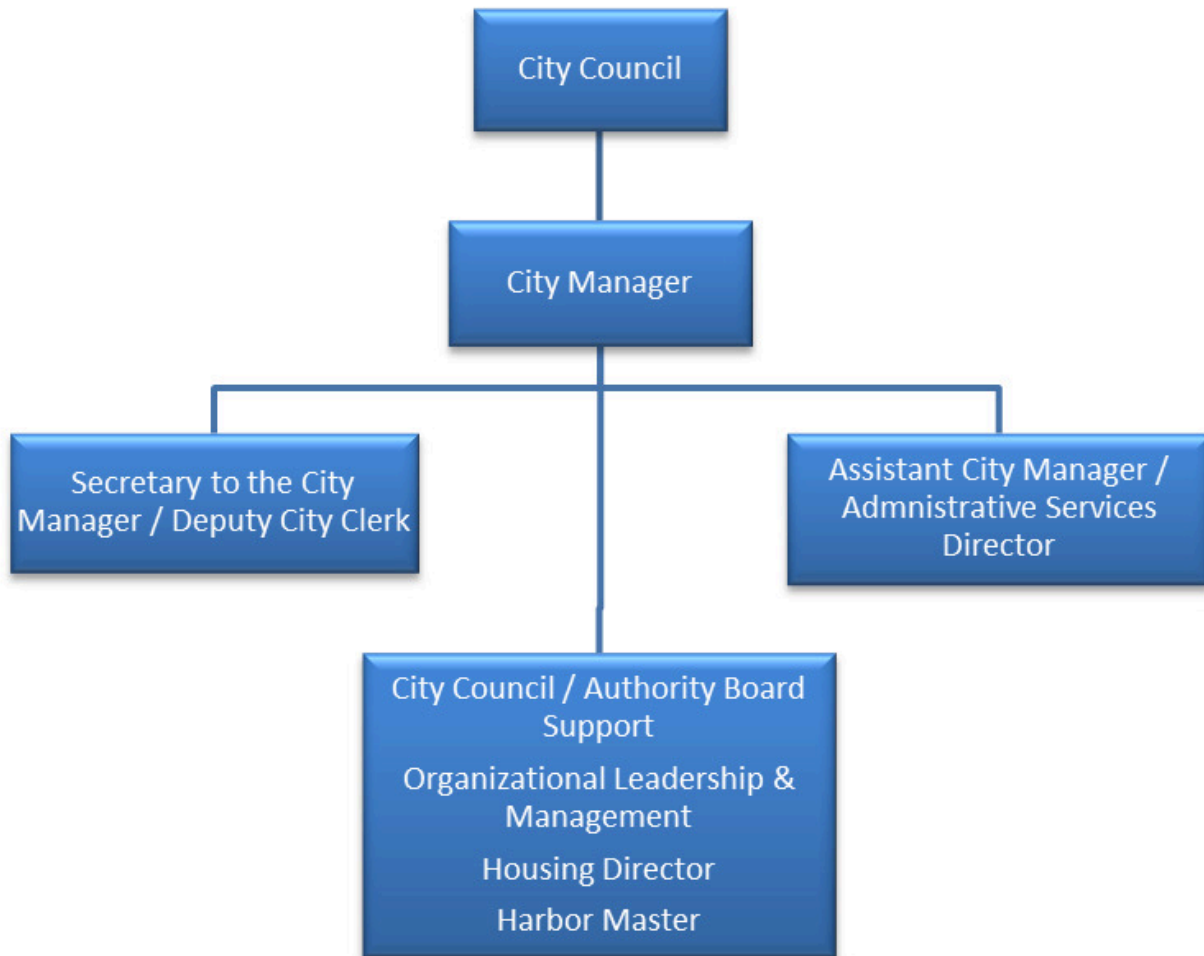 City Council
City Manager
Secretary to the City
Manager / Deputy City Clerk
Assistant City Manager /
Admnistrative Services
Director
City Council / Authority Board
Support
Organizational Leadership &
Management
Housing Director
Harbor Master